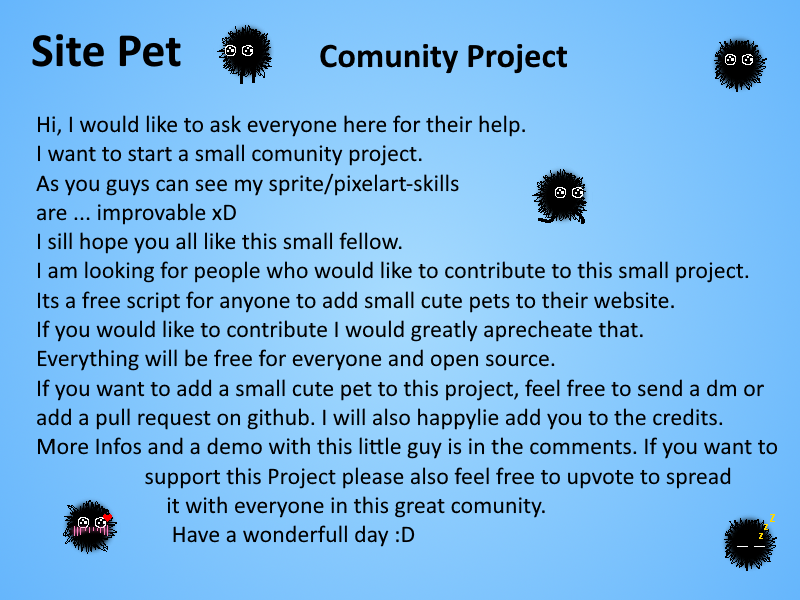 Site Pet
Comunity Project
Hi, I would like to ask everyone here for their help.
I want to start a small comunity project.
As you guys can see my sprite/pixelart-skills
are ... improvable xD
I sill hope you all like this small fellow.
I am looking for people who would like to contribute to this small project.
Its a free script for anyone to add small cute pets to their website.
If you would like to contribute I would greatly aprecheate that.
Everything will be free for everyone and open source.
If you want to add a small cute pet to this project, feel free to send a dm or
add a pull request on github. I will also happylie add you to the credits.
More Infos and a demo with this little guy is in the comments. If you want to
support this Project please also feel free to upvote to spread
it with everyone in this great comunity.
Have a wonderfull day :D
z
z
z